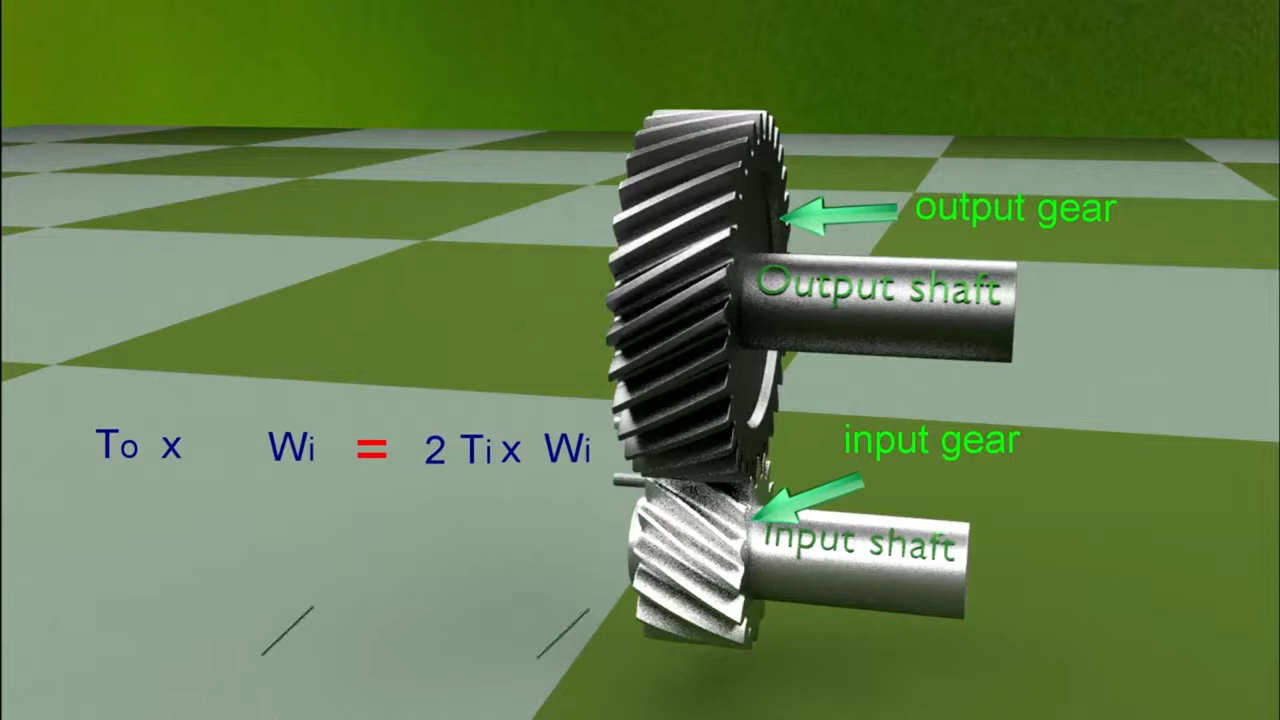 output gear
Output shaft
input gear
To x Wi = 2 Ti x Wi
Input shaft